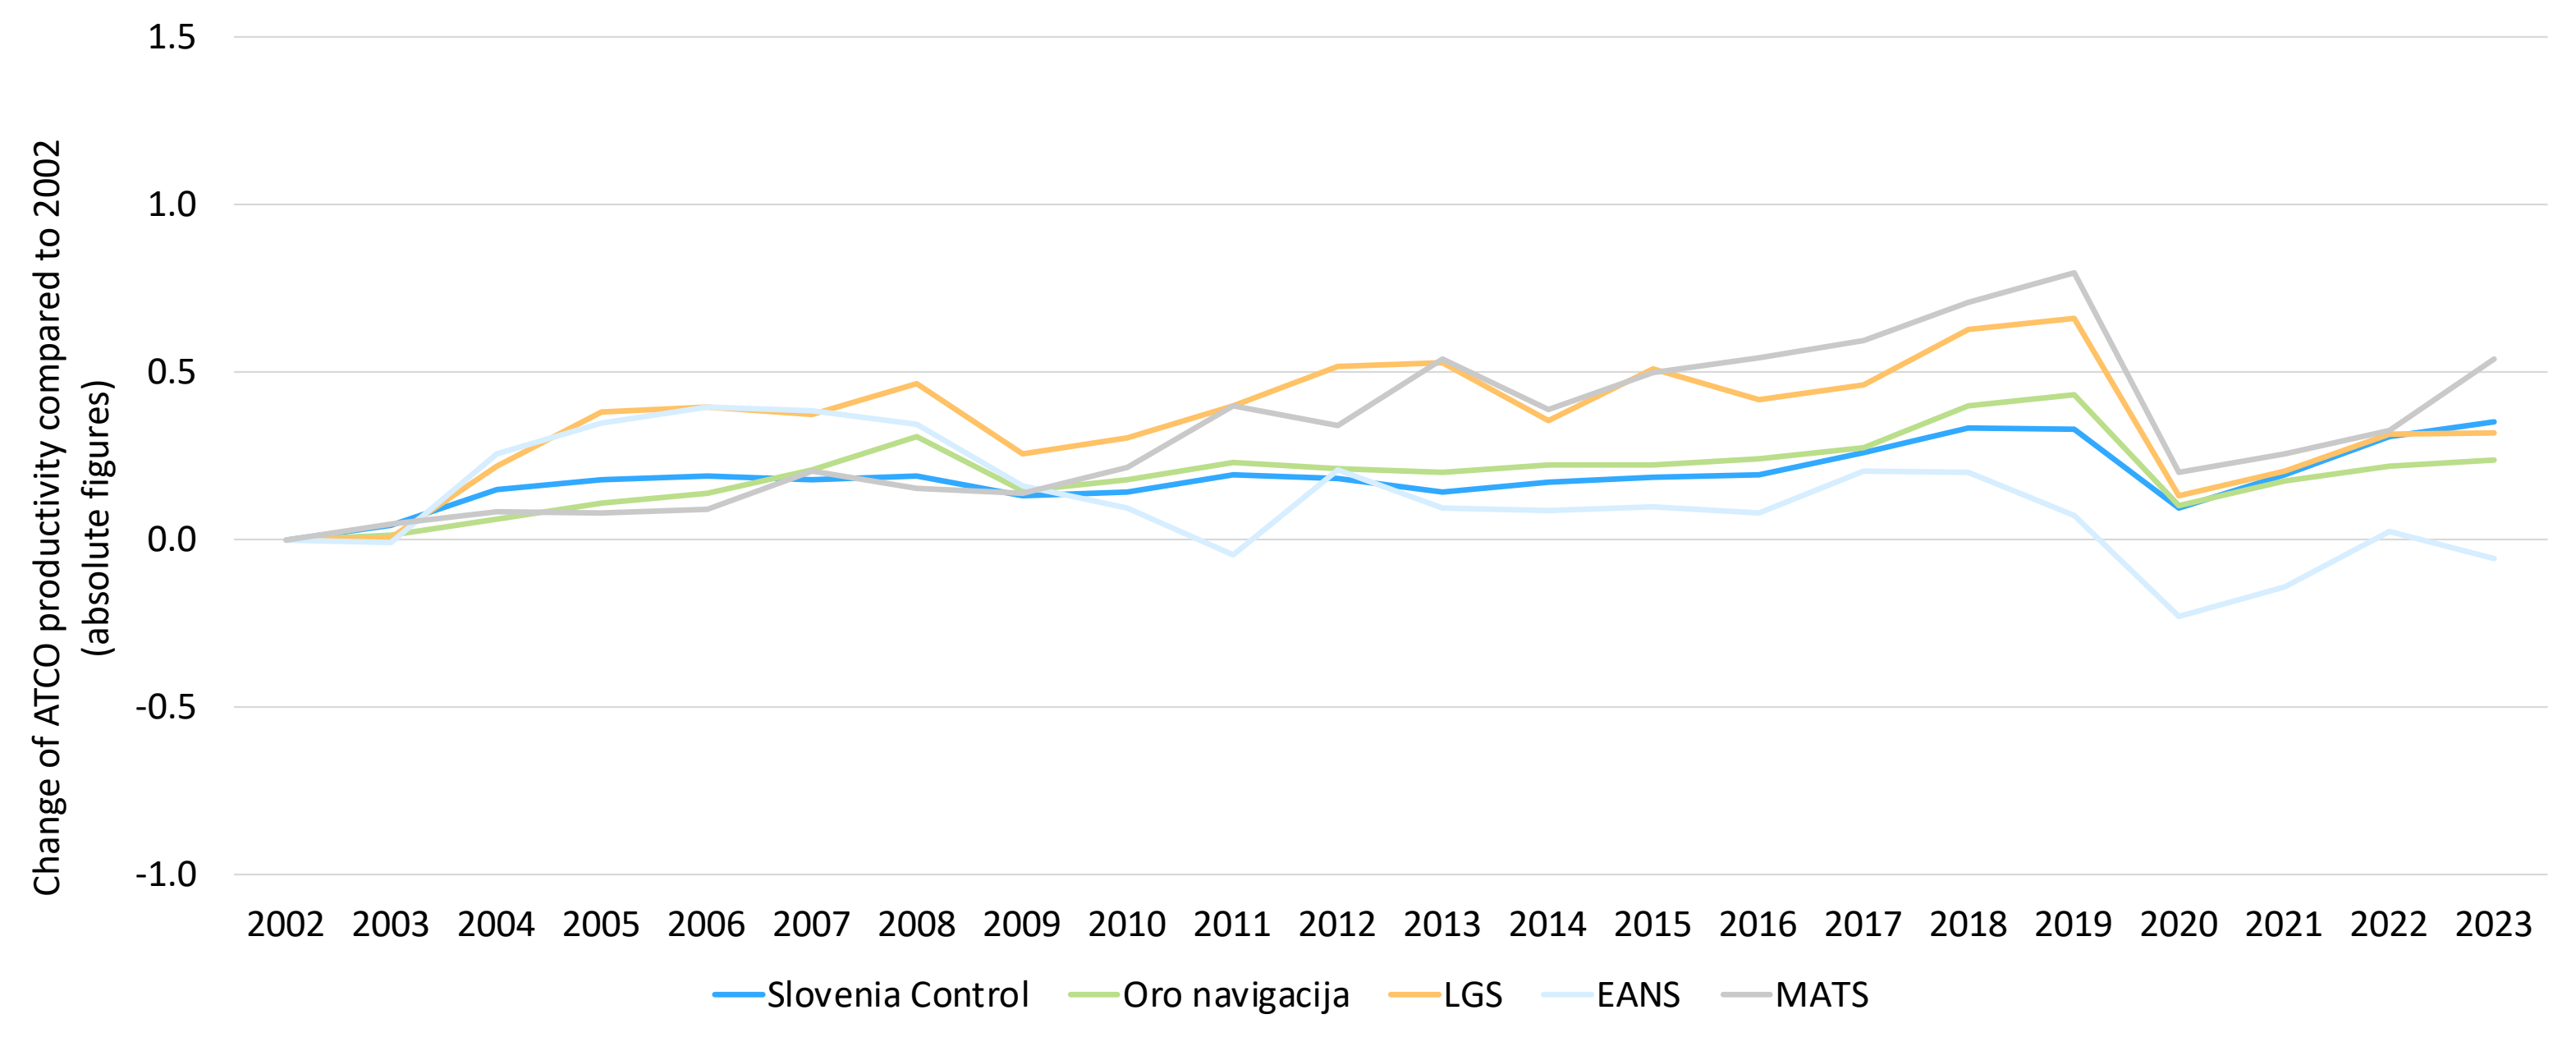 Change of ATCO productivity compared to 2002
(absolute figures)
1.5
1.0
0.5
0.0
-0.5
-1.0
2002 2003 2004 2005 2006 2007 2008 2009 2010 2011 2012 2013 2014 2015 2016 2017 2018 2019 2020 2021 2022 2023
Slovenia Control Oro navigacija LGS EANS MATS